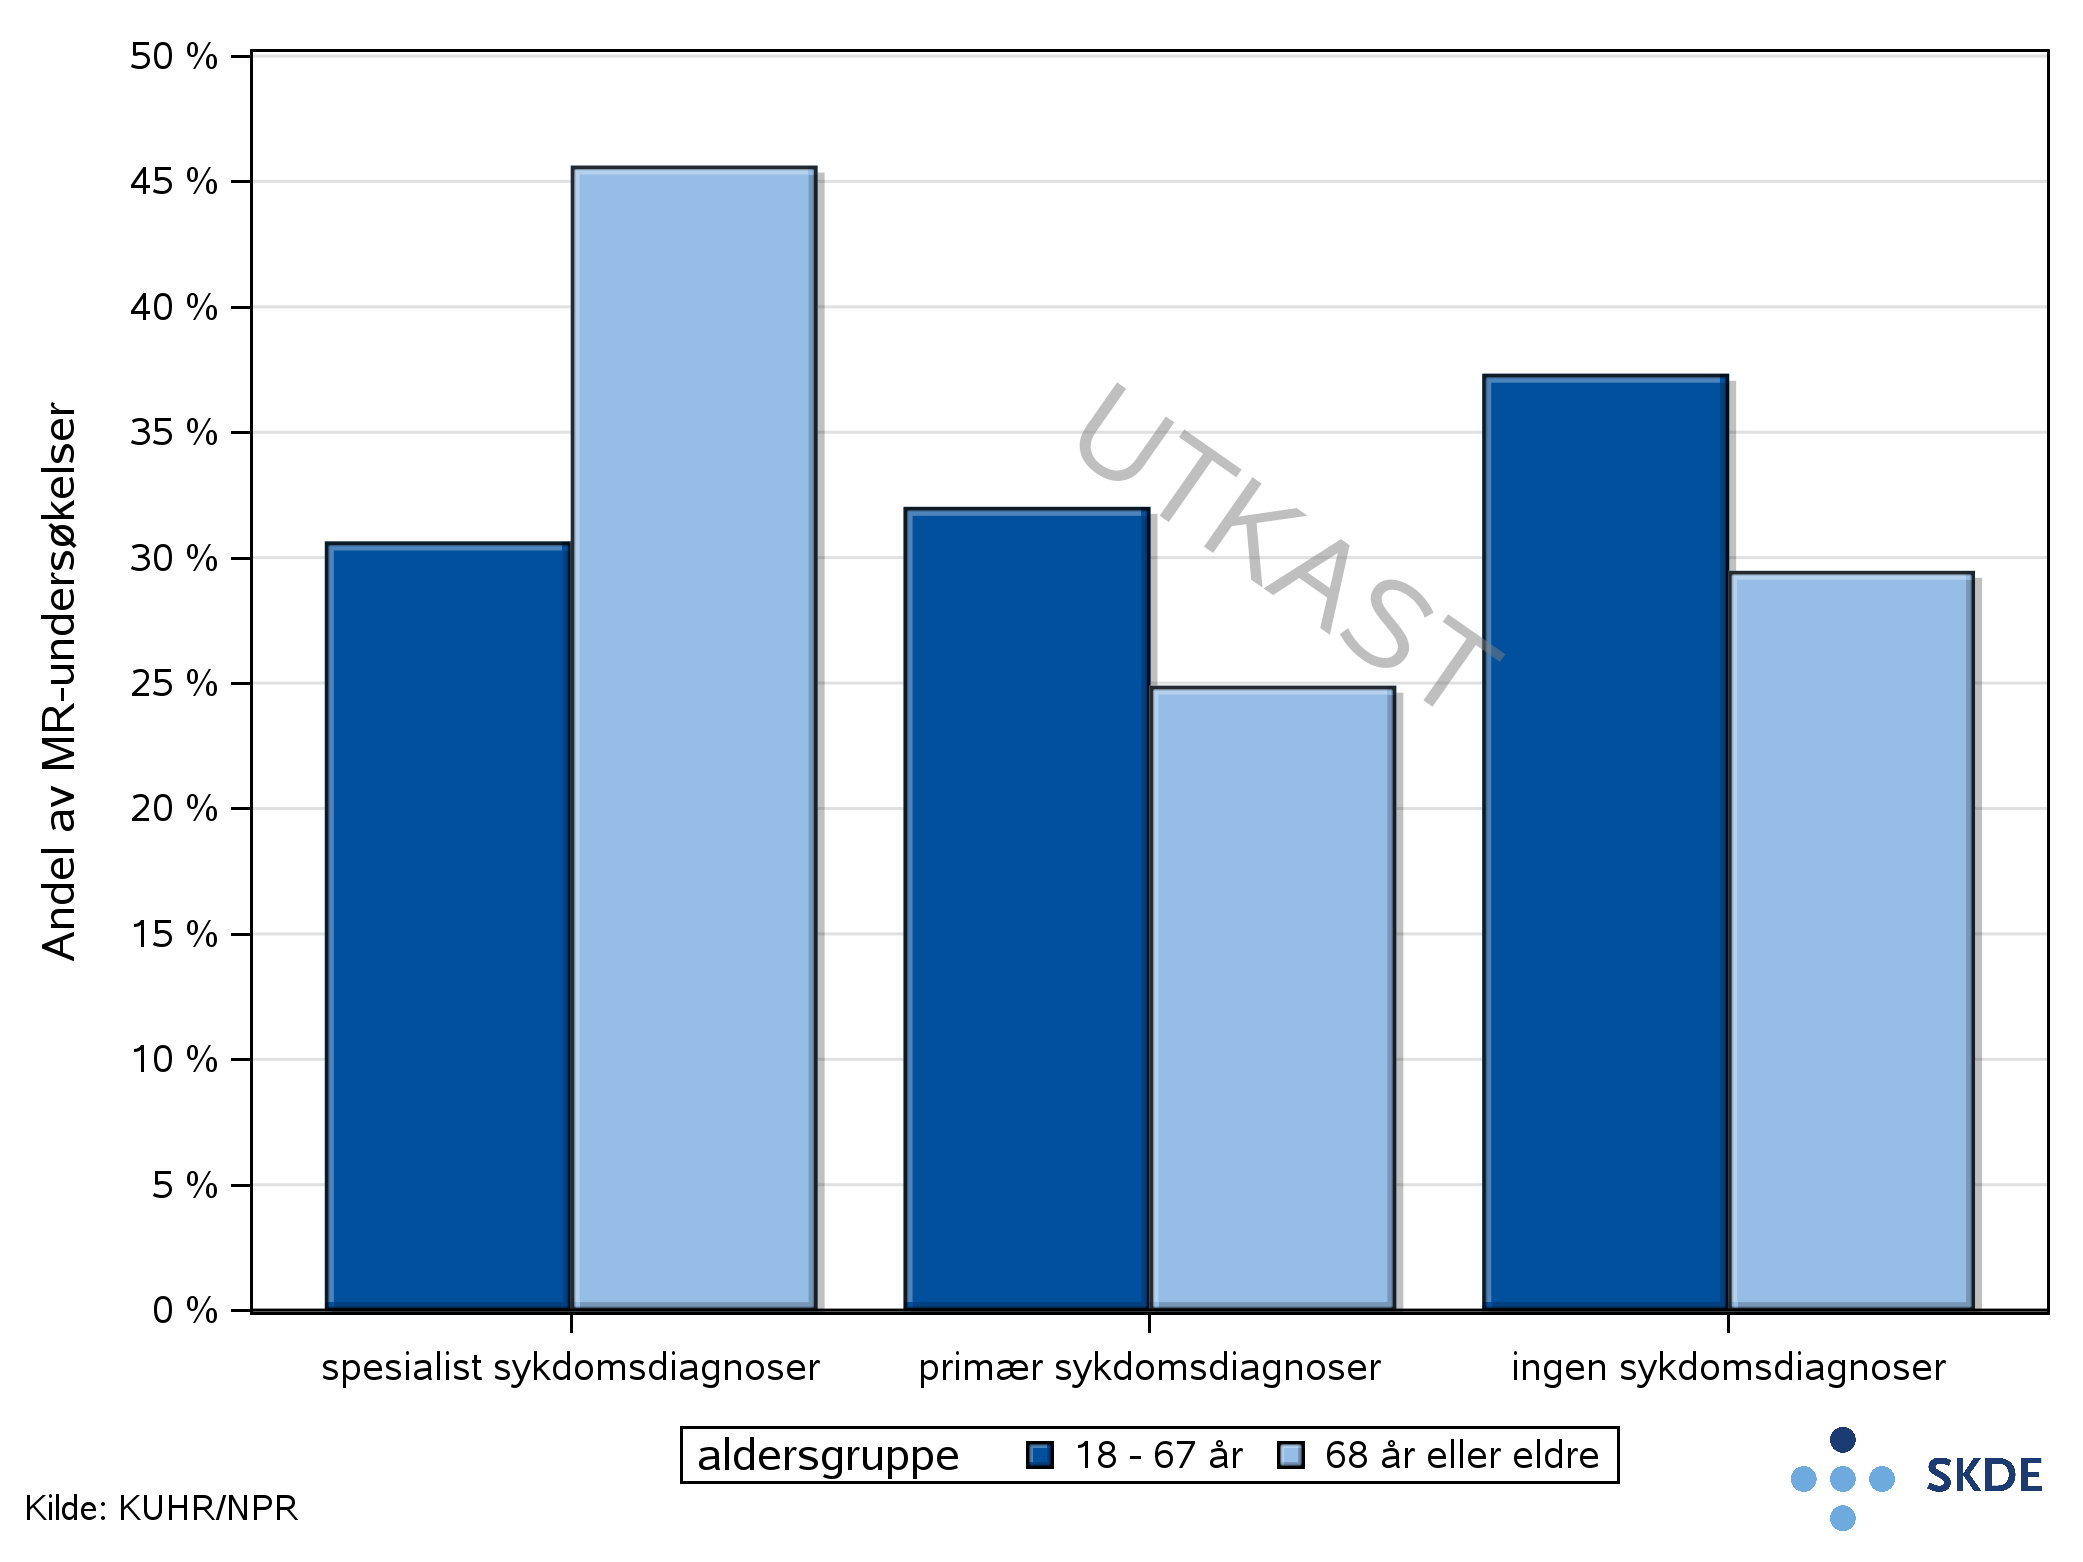 50 %
45 %
40 %
35 %
30 %
25 %
20 %
15 %
10 %
5 %
0 %
Andel av MR-undersøkelser
UTKAST
spesialist sykdomsdiagnoser
primær sykdomsdiagnoser
ingen sykdomsdiagnoser
aldersgruppe 18 - 67 år 68 år eller eldre
SKDE
Kilde: KUHR/NPR